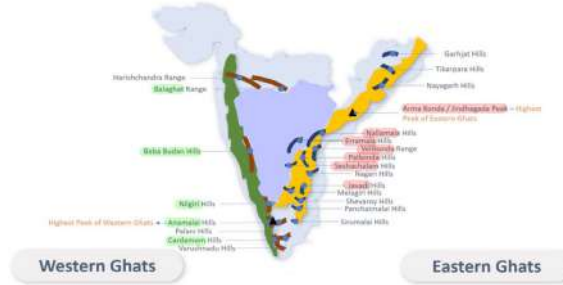 Garhjat Hills
Tikarpara Hills
Nayagarh Hills
Harishchandra Range
Balaghat Range
Arma Konda / Jindhagada Peak - Highest
Peak of Eastern Ghats
Nallamala Hills
Erramala Hills
Velikonda Range
Palkonda Hills
Seshachalam Hills
Nagari Hills
Baba Budan Hills
Javadi Hills
Melagiri Hills
Shevaroy Hills
Panchaimalai Hills
Sirumalai Hills
Nilgiri Hills
Highest Peak of Western Ghats
Anamalai Hills
Palani Hills
Cardamom Hills
Varushnadu Hills
Western Ghats
Eastern Ghats